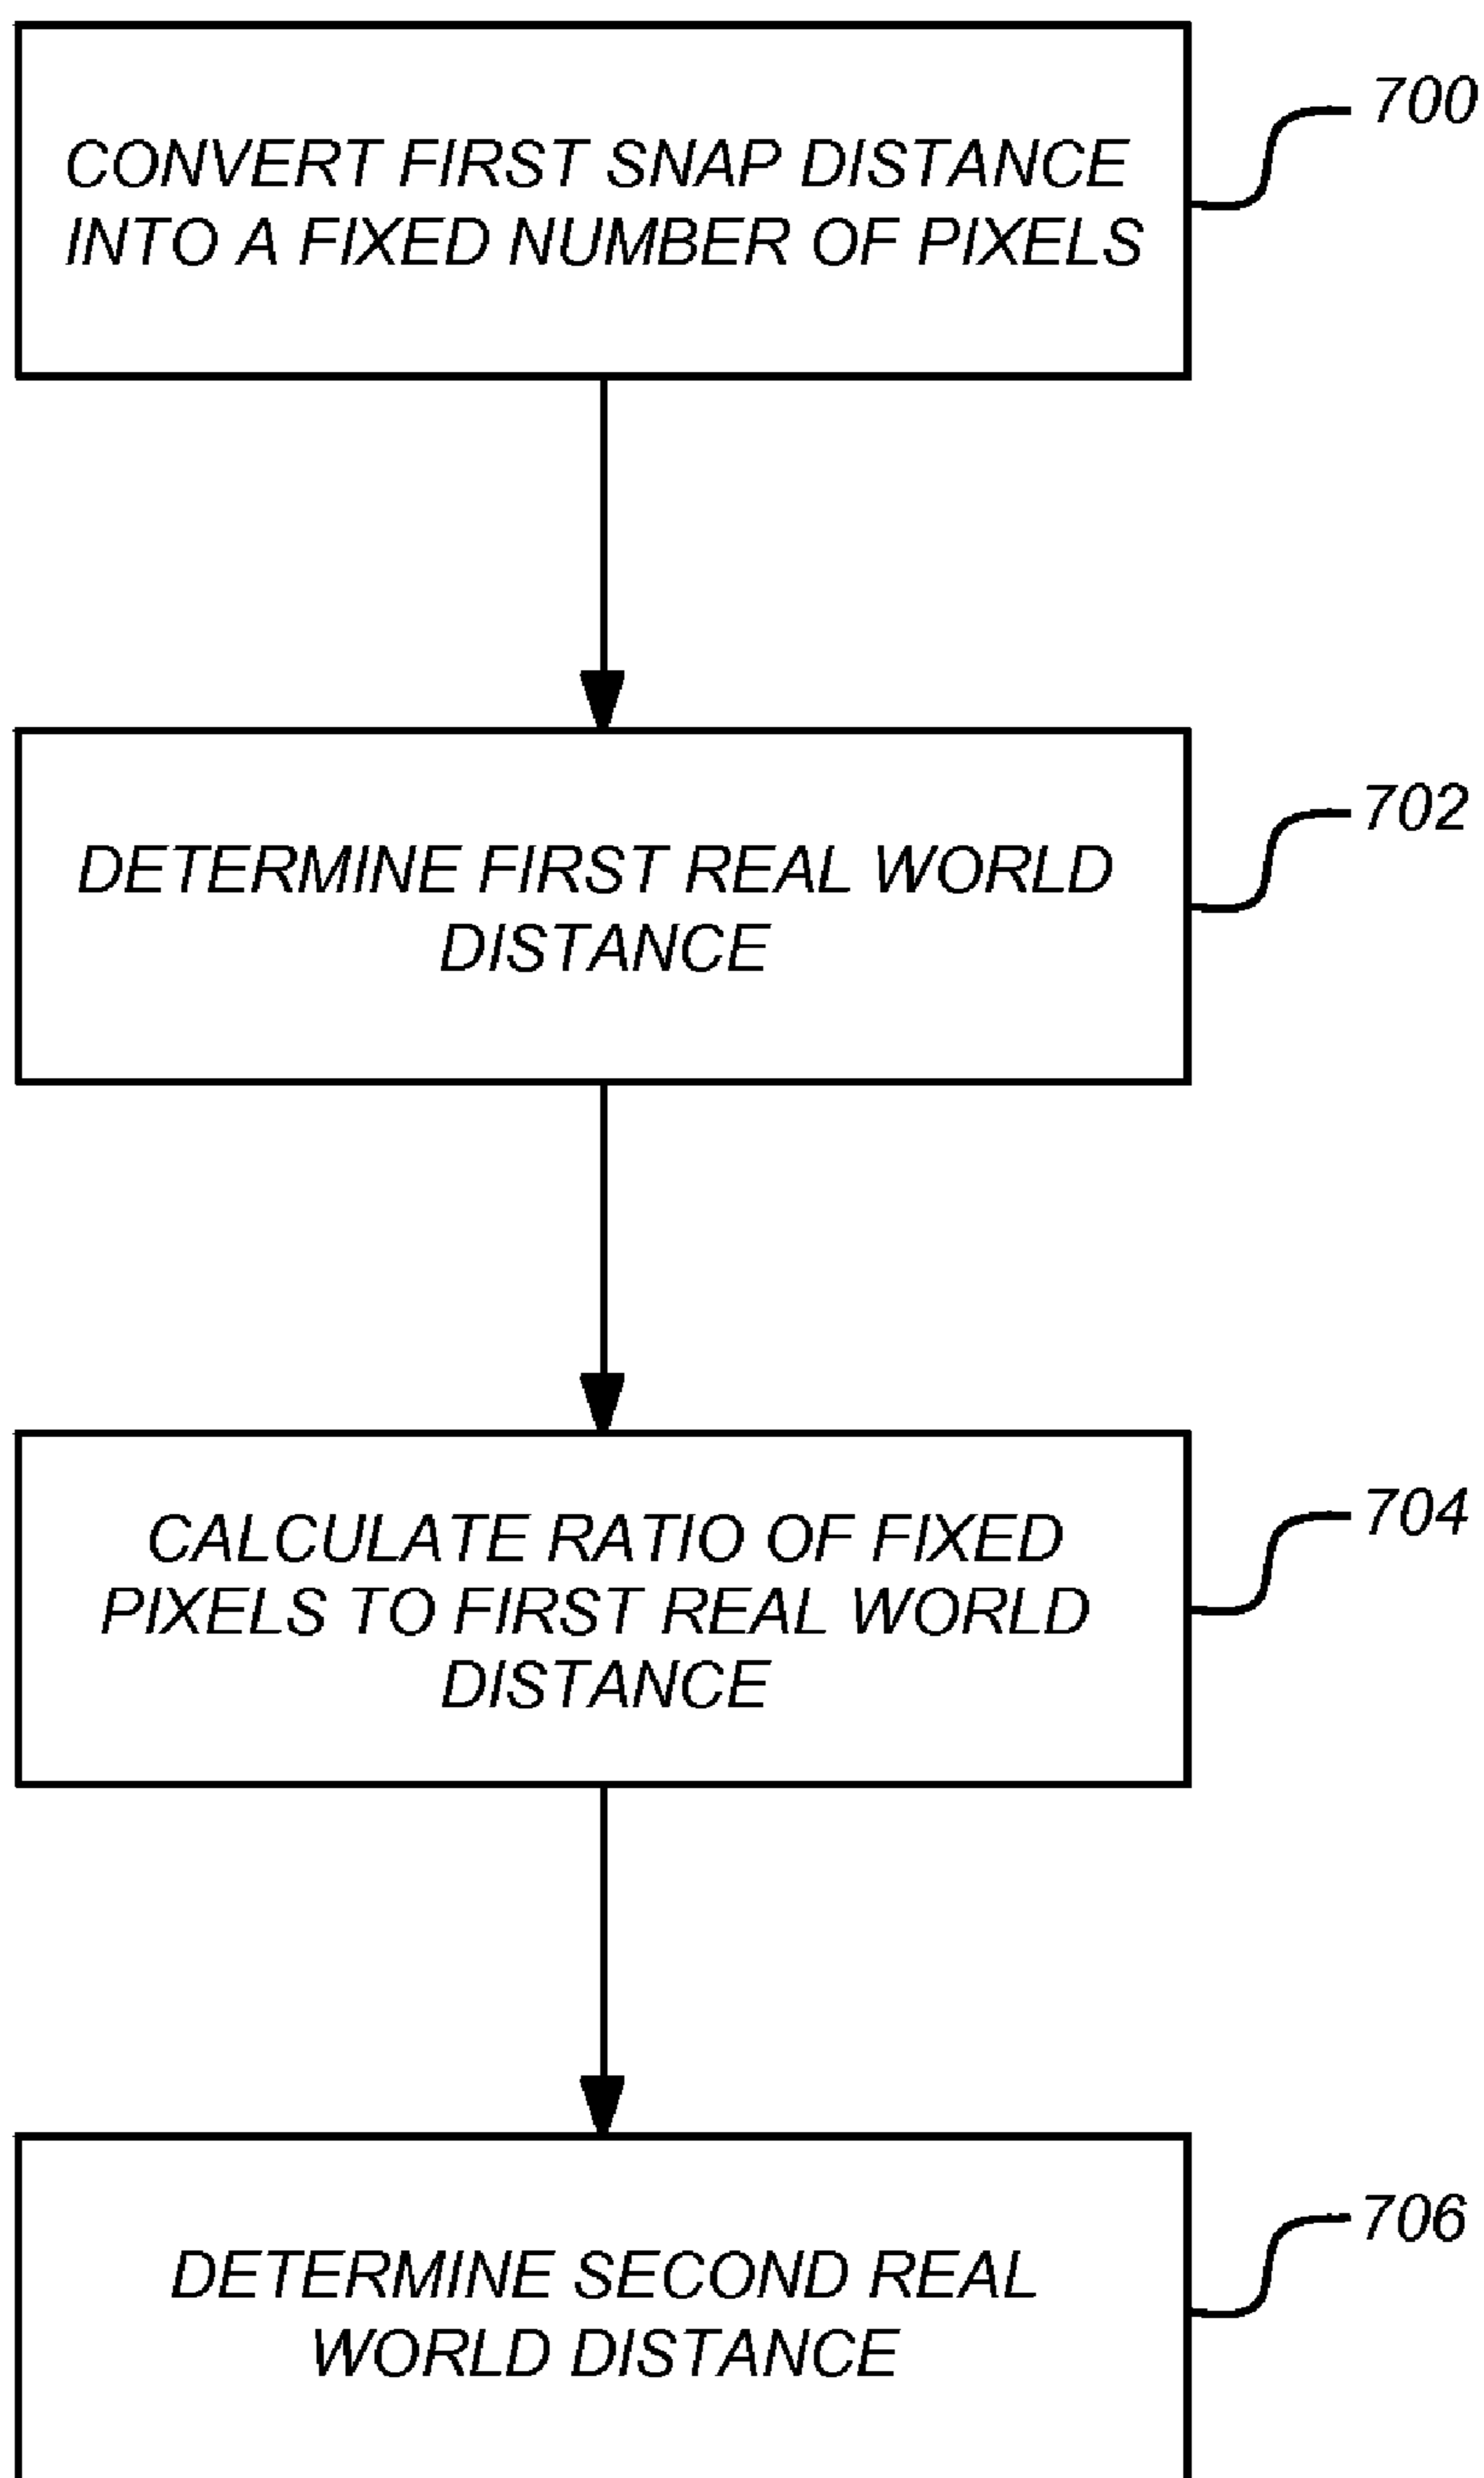 700
CONVERT FIRST SNAP DISTANCE
INTO A FIXED NUMBER OF PIXELS
702
DETERMINE FIRST REAL WORLD
DISTANCE
704
CALCULATE RATIO OF FIXED
PIXELS TO FIRST REAL WORLD
DISTANCE
706
DETERMINE SECOND REAL
WORLD DISTANCE